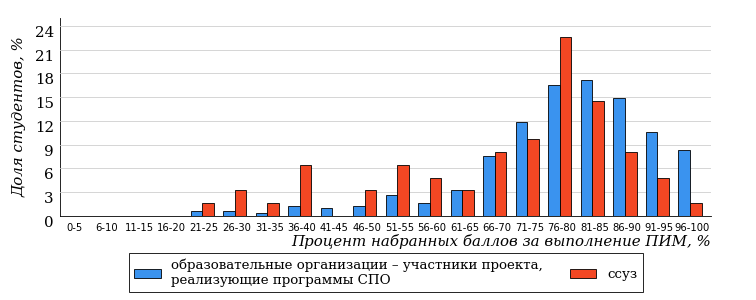 Доля студентов, %
24
21
18
15
12
9
6
3
0
0-5 6-10 11-15 16-20 21-25 26-30 31-35 36-40 41-45 46-50 51-55 56-60 61-65 66-70 71-75 76-80 81-85 86-90 91-95 96-100
Процент набранных баллов за выполнение ПИМ, %
образовательные организации – участники проекта,
реализующие программы СПО
ссуз